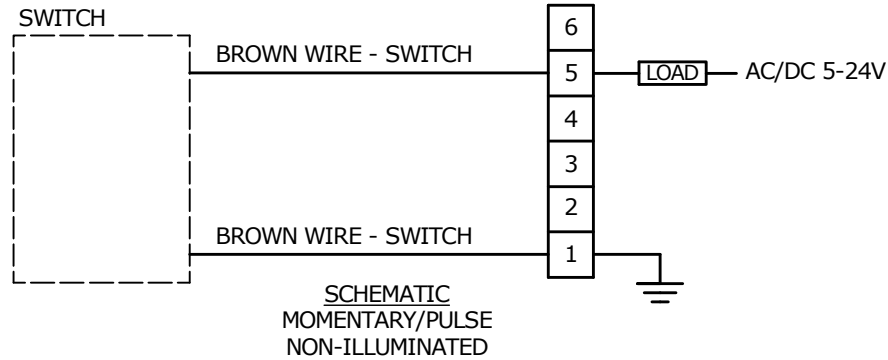 SWITCH
6
BROWN WIRE - SWITCH
5
LOAD
AC/DC 5-24V
4
3
2
BROWN WIRE - SWITCH
1
SCHEMATIC
MOMENTARY/PULSE
NON-ILLUMINATED